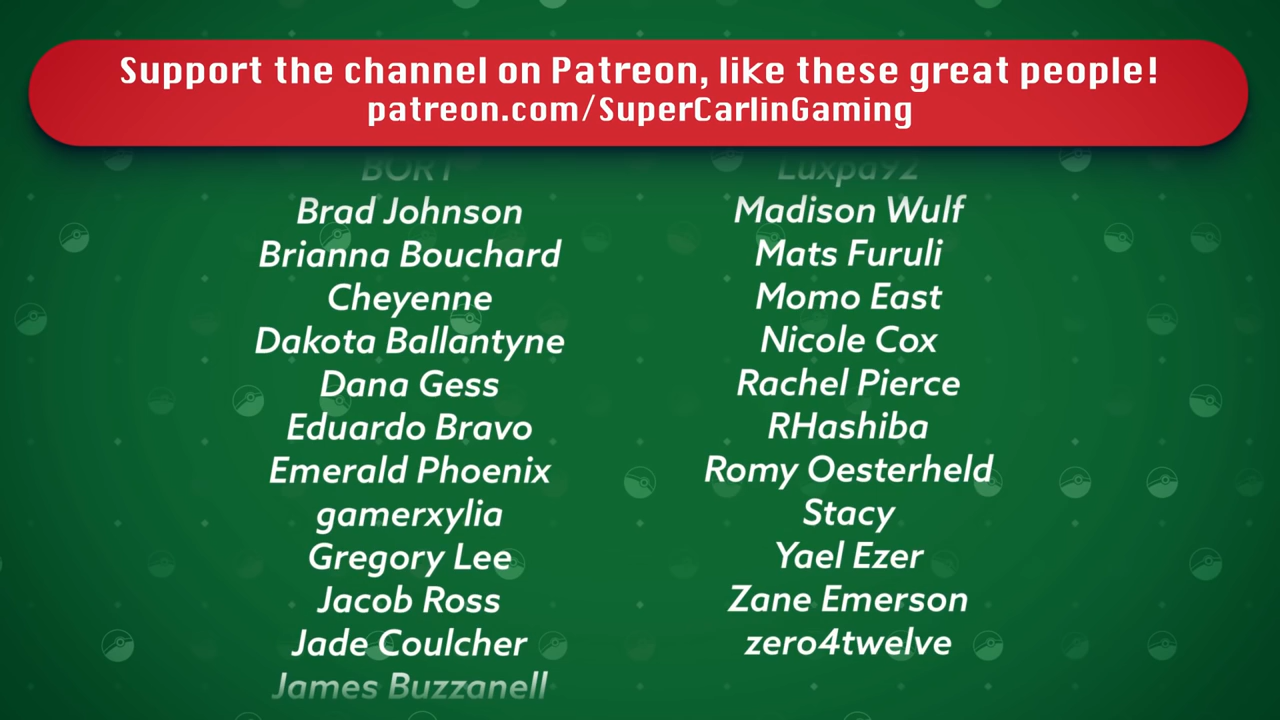 Support the channel on Patreon, like these great people!
patreon.com/SuperCarlinGaming
BORT
Brad Johnson
Brianna Bouchard
Cheyenne
Dakota Ballantyne
Dana Gess
Eduardo Bravo
Emerald Phoenix
gamerxylia
Gregory Lee
Jacob Ross
Jade Coulcher
James Buzzanell
Luxpa92
Madison Wulf
Mats Furuli
Momo East
Nicole Cox
Rachel Pierce
RHashiba
Romy Oesterheld
Stacy
Yael Ezer
Zane Emerson
zero4twelve